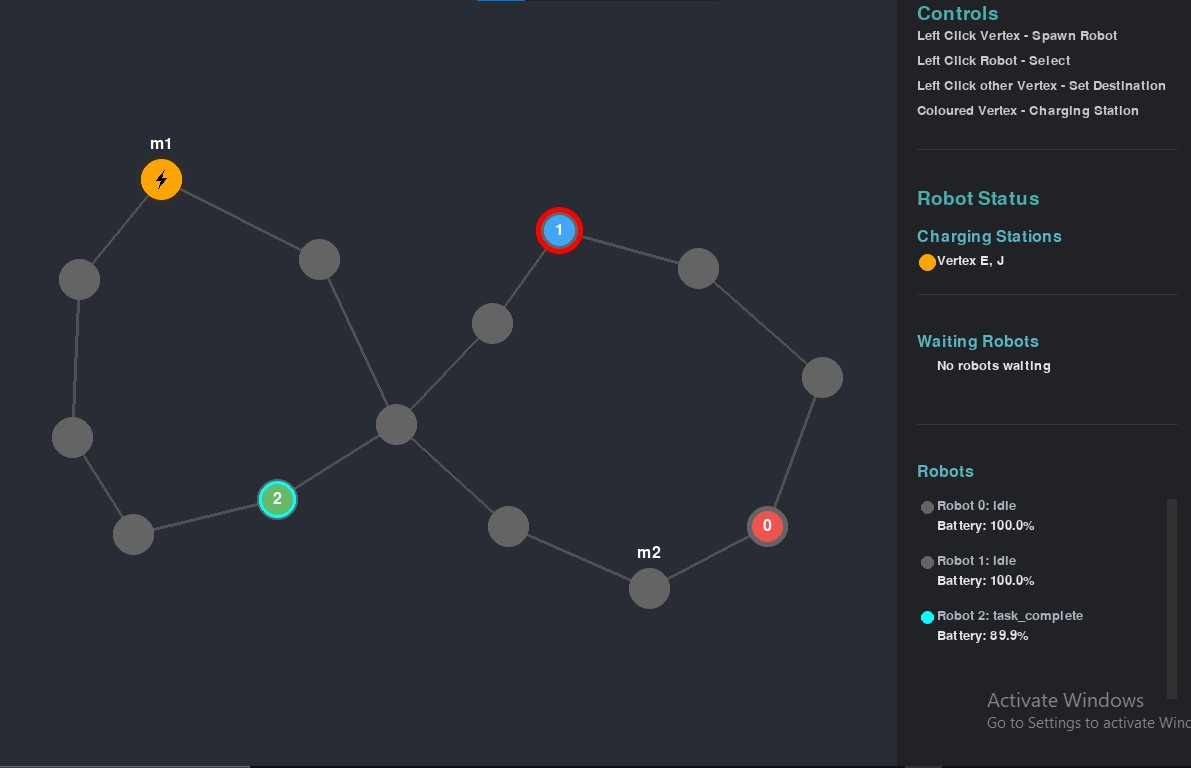 Controls
Left Click Vertex - Spawn Robot
Left Click Robot - Select
Left Click other Vertex - Set Destination
Coloured Vertex - Charging Station
m1
1
Robot Status
Charging Stations
Vertex E, J
Waiting Robots
No robots waiting
2
m2
0
Robots
Robot 0: Idle
Battery: 100.0%
Robot 1: Idle
Battery: 100.0%
Robot 2: task_complete
Battery: 89.9%
Activate Windows
Go to Settings to activate Wind